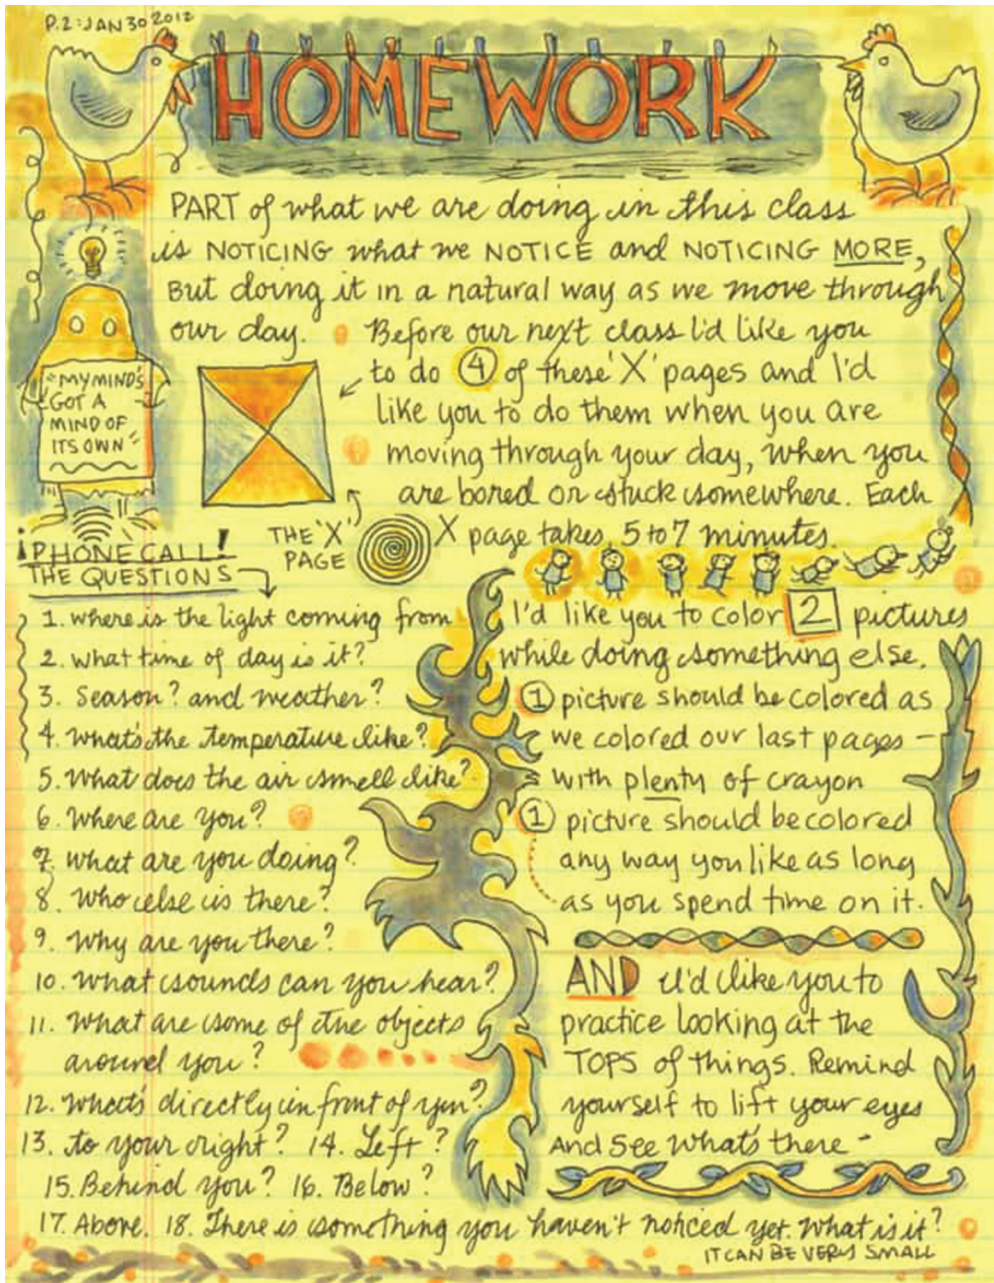 P.2: JAN 30 2012
HOMEWORK
PART of what we are doing in this class
is NOTICING what we NOTICE and NOTICING MORE,
But doing it in a natural way as we move through
our day. Before our next class I'd like you
to do 4 of these 'X' pages and I'd
like you to do them when you are
moving through your day, when you
are bored or stuck somewhere. Each
X page takes 5 to 7 minutes.
"MY MIND'S
GOT A
MIND OF
ITS OWN"
THE 'X'
PAGE
¡PHONE CALL!
THE QUESTIONS
1. where is the light coming from
2. what time of day is it?
3. Season? and weather?
4. what's the temperature like?
5. What does the air smell like?
6. Where are you?
7. what are you doing?
8. Who else is there?
9. Why are you there?
10. What sounds can you hear?
11. What are some of the objects
around you?
12. What's directly in front of you?
13. to your right? 14. Left?
15. Behind you? 16. Below?
17. Above. 18. There is something you haven't noticed yet. What is it?
IT CAN BE VERY SMALL
I'd like you to color 2 pictures
while doing something else.
1 picture should be colored as
we colored our last pages -
with plenty of crayon
1 picture should be colored
any way you like as long
as you spend time on it.
AND I'd like you to
practice looking at the
TOPS of things. Remind
yourself to lift your eyes
And See what's there -